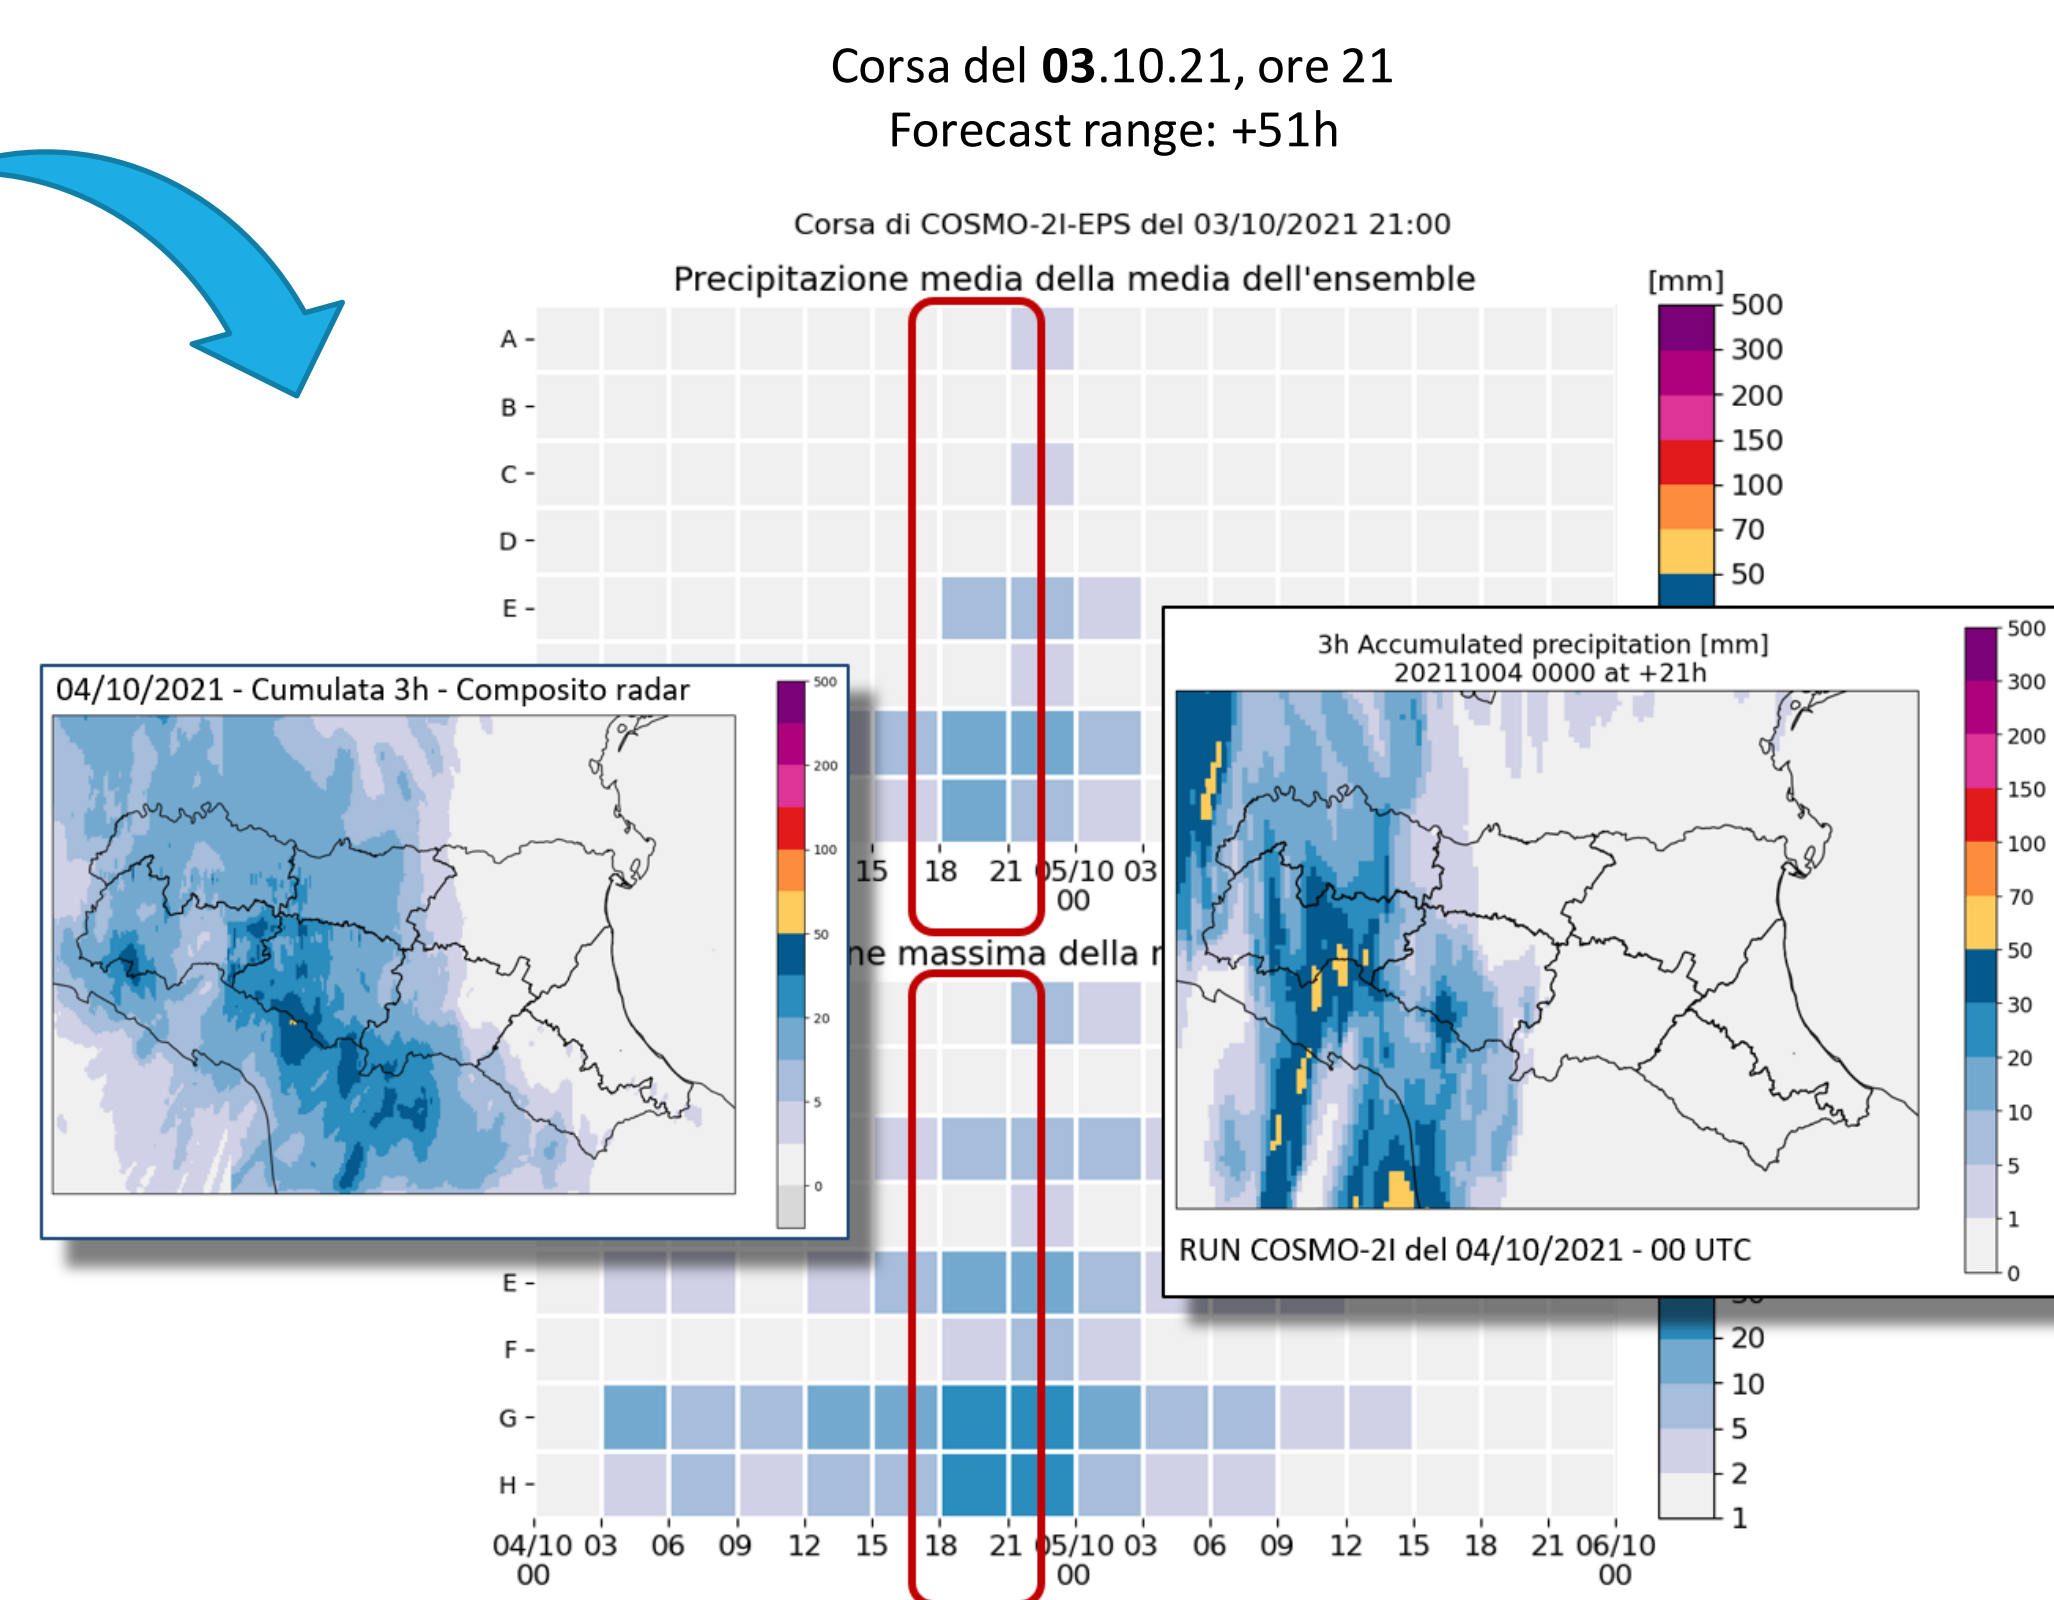 Corsa del 03.10.21, ore 21
Forecast range: +51h
Corsa di COSMO-2I-EPS del 03/10/2021 21:00
Precipitazione media della media dell'ensemble
[mm]
500
300
200
150
100
70
50
A
B
C
D
E
15 18 21 05/10 03
00
ne massima della
04/10/2021 - Cumulata 3h - Composito radar
500
200
100
50
20
5
0
3h Accumulated precipitation [mm]
20211004 0000 at +21h
500
300
200
150
100
70
50
30
20
10
5
1
0
RUN COSMO-2I del 04/10/2021 - 00 UTC
E
F
G
H
20
10
5
2
1
04/10 03 06 09 12 15 18 21 05/10 03 06 09 12 15 18 21 06/10
00 00 00